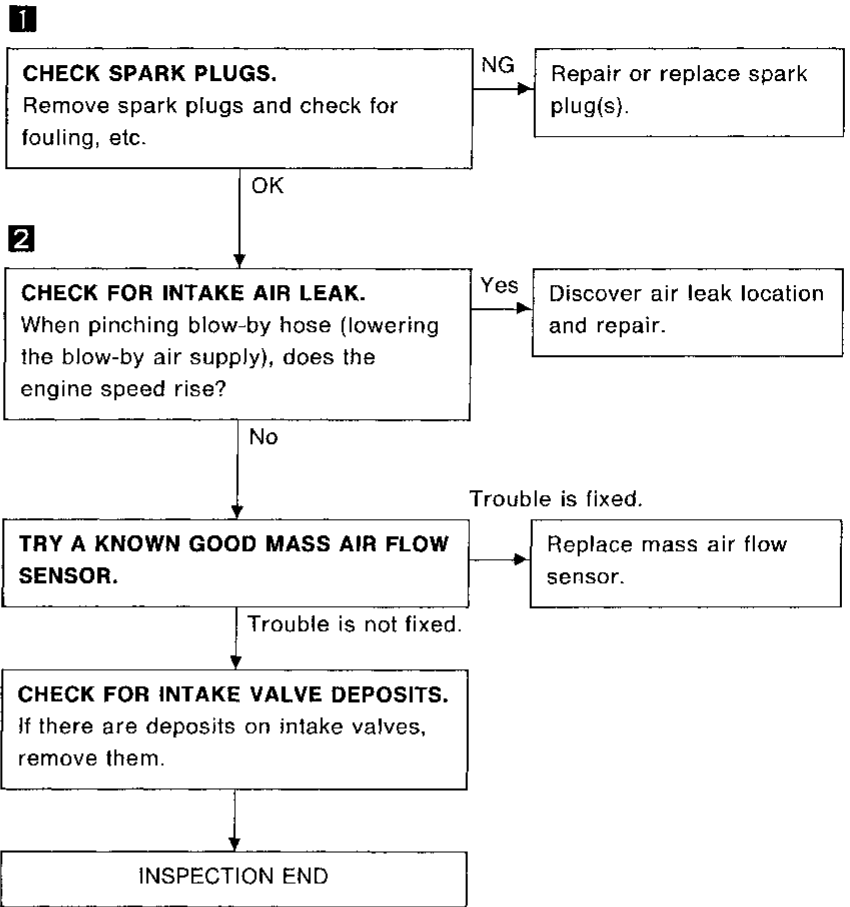 1
CHECK SPARK PLUGS.
Remove spark plugs and check for
fouling, etc.
NG
Repair or replace spark
plug(s).
OK
2
CHECK FOR INTAKE AIR LEAK.
When pinching blow-by hose (lowering
the blow-by air supply), does the
engine speed rise?
Yes
Discover air leak location
and repair.
No
TRY A KNOWN GOOD MASS AIR FLOW
SENSOR.
Trouble is fixed.
Replace mass air flow
sensor.
Trouble is not fixed.
CHECK FOR INTAKE VALVE DEPOSITS.
If there are deposits on intake valves,
remove them.
INSPECTION END